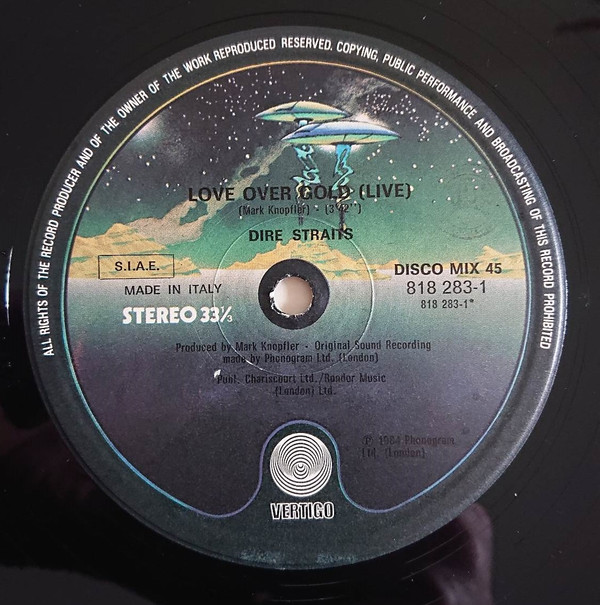 ALL RIGHTS OF THE RECORD PRODUCER AND OF THE OWNER OF THE WORK REPRODUCED RESERVED. COPYING, PUBLIC PERFORMANCE AND BROADCASTING OF THIS RECORD PROHIBITED
LOVE OVER GOLD (LIVE)
(Mark Knopfler) - (3'42'')
DIRE STRAITS
S.I.A.E.
MADE IN ITALY
STEREO 33⅓
DISCO MIX 45
818 283-1
818 283-1*
Produced by Mark Knopfler - Original Sound Recording
made by Phonogram Ltd. (London)
Publ. Chariscourt Ltd./Rondor Music
(London) Ltd.
P. 1984 Phonogram
Ltd. (London)
VERTIGO